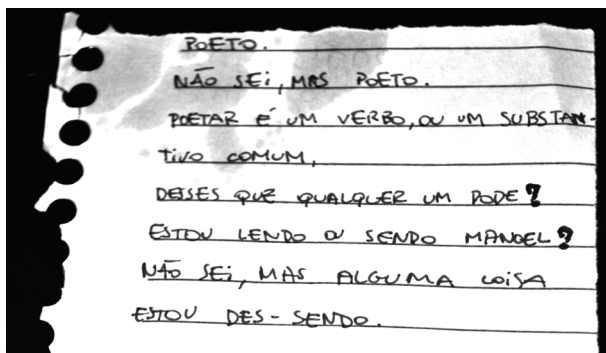 POETO.
NÃO SEI, MAS POETO.
POETAR É UM VERBO, OU UM SUBSTAN-
TIVO COMUM,
DESSES QUE QUALQUER UM PODE?
ESTOU LENDO OU SENDO MANOEL?
NÃO SEI, MAS ALGUMA COISA
ESTOU DES-SENDO.